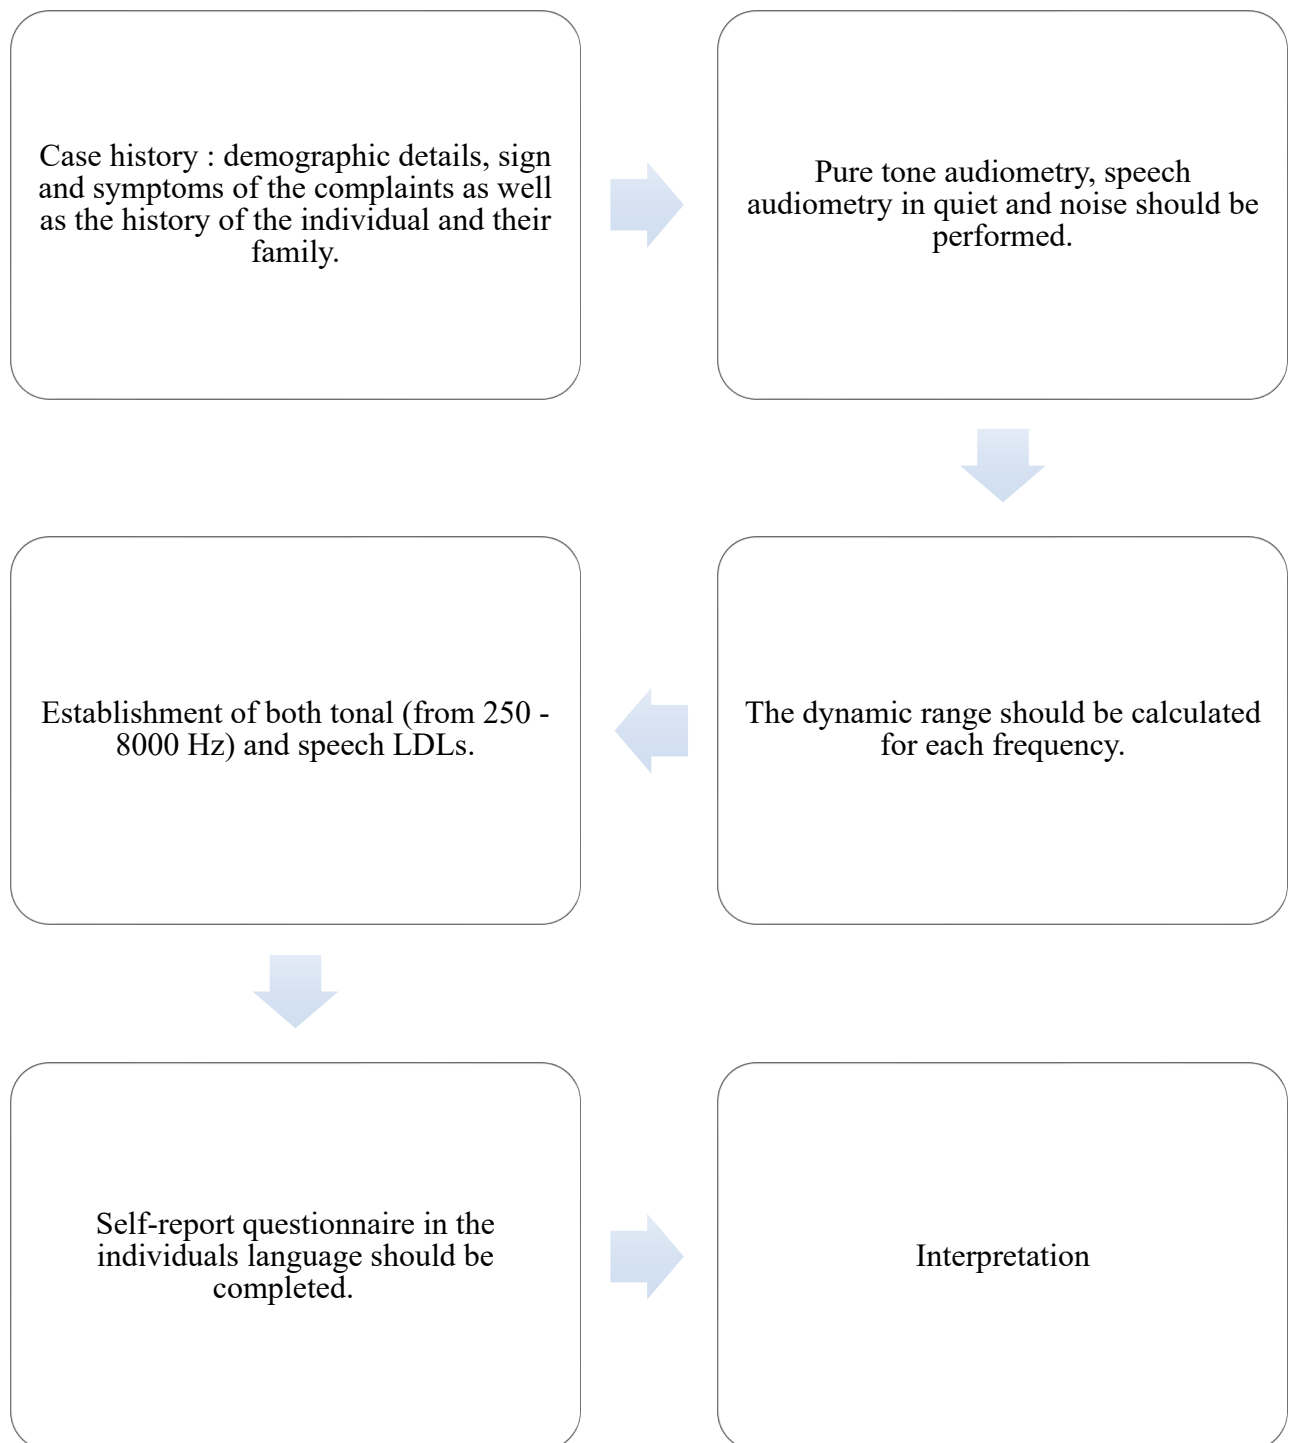 Case history : demographic details, sign
and symptoms of the complaints as well
as the history of the individual and their
family.
Pure tone audiometry, speech
audiometry in quiet and noise should be
performed.
The dynamic range should be calculated
for each frequency.
Establishment of both tonal (from 250 -
8000 Hz) and speech LDLs.
Self-report questionnaire in the
individuals language should be
completed.
Interpretation